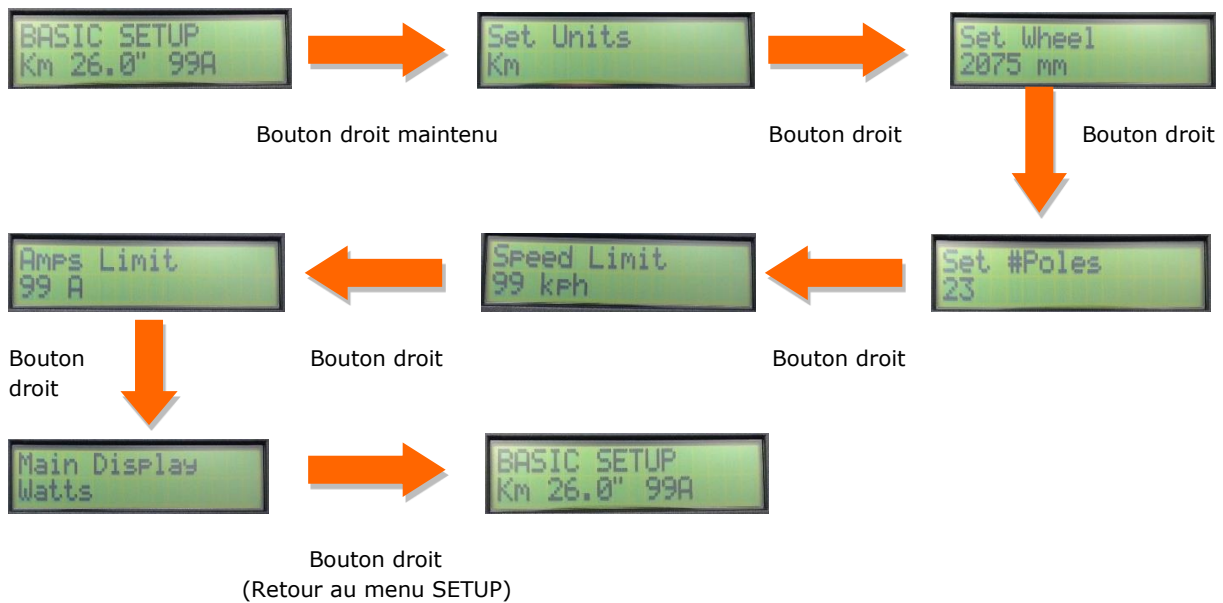 BASIC SETUP
Km 26.0" 99A
Set Units
Km
Set Wheel
2075 mm
Bouton droit maintenu
Bouton droit
Bouton droit
Amps Limit
99 A
Speed Limit
99 kph
Set #Poles
23
Bouton
droit
Bouton droit
Bouton droit
Main Display
Watts
BASIC SETUP
Km 26.0" 99A
Bouton droit
(Retour au menu SETUP)